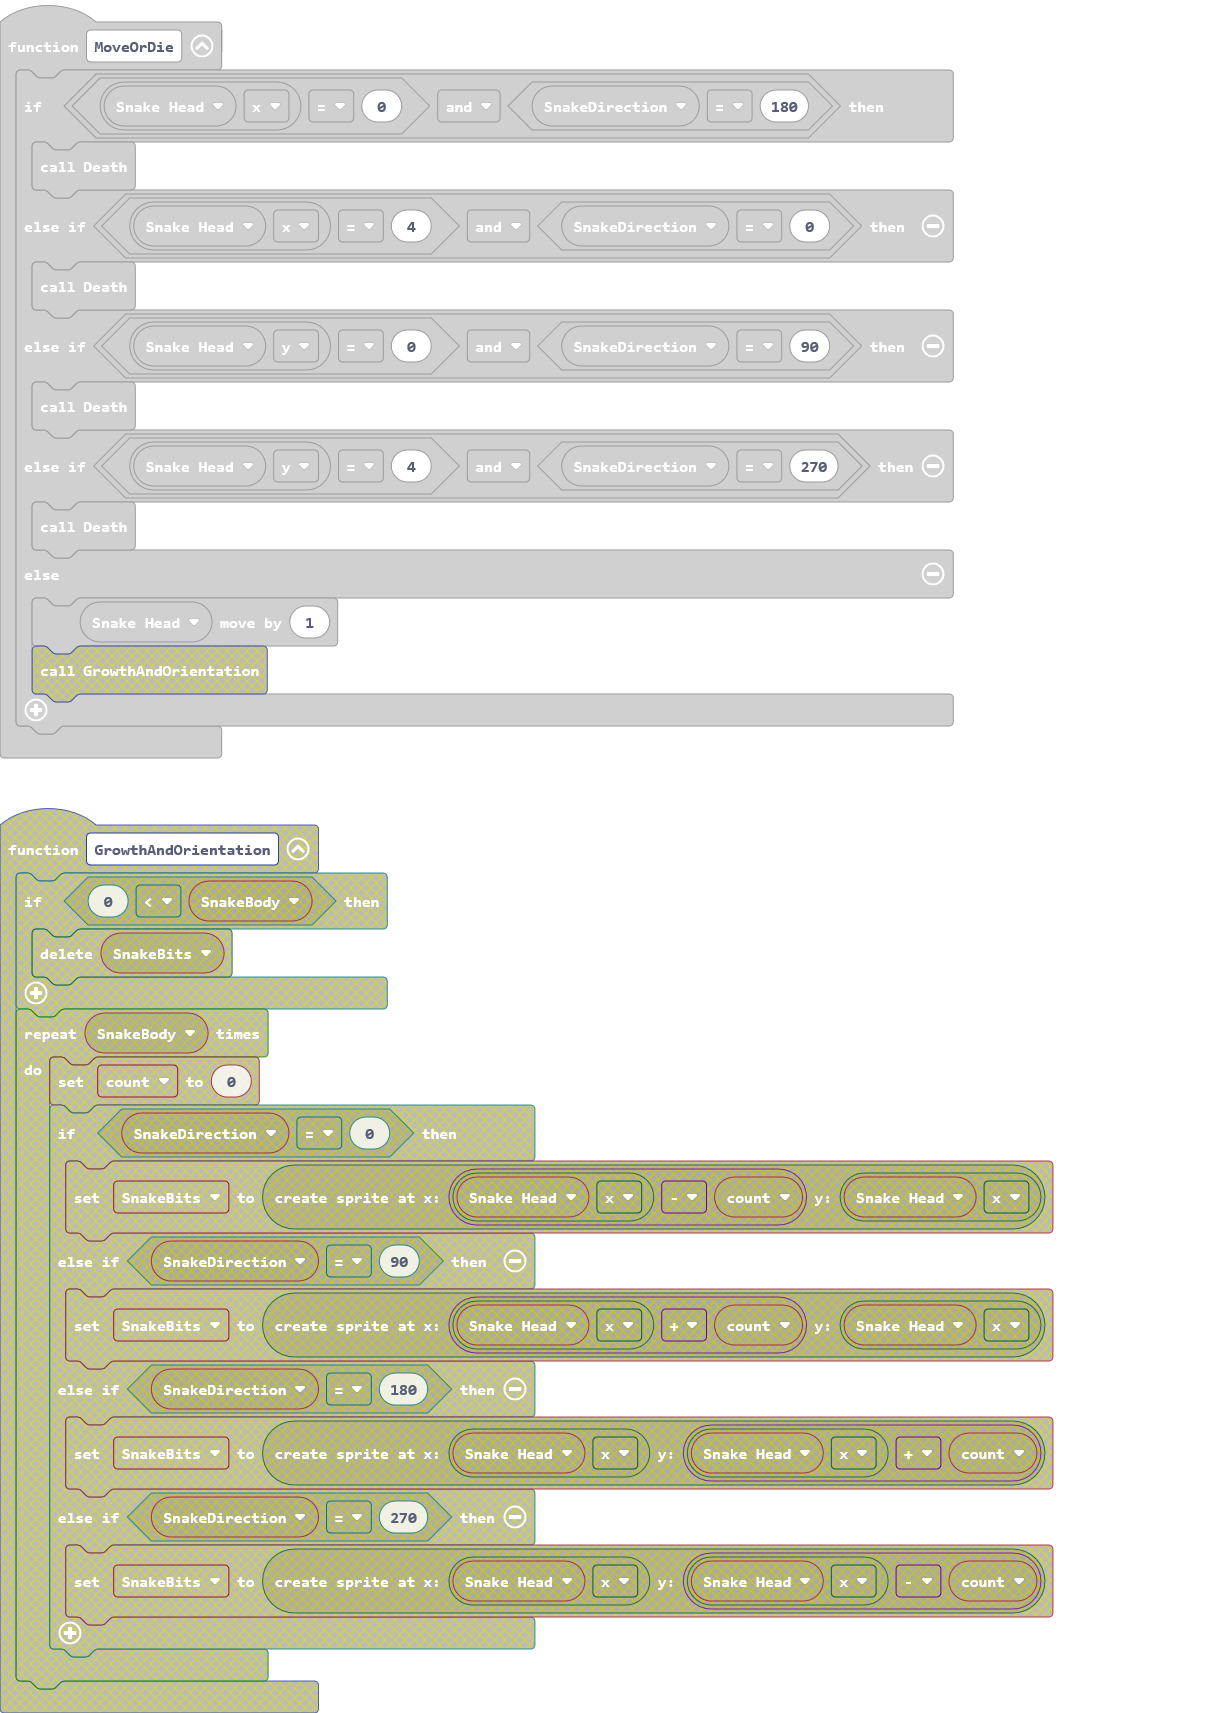 function MoveOrDie
if Snake Head x = 0 and SnakeDirection = 180 then
call Death
else if Snake Head x = 4 and SnakeDirection = 0 then
call Death
else if Snake Head y = 0 and SnakeDirection = 90 then
call Death
else if Snake Head y = 4 and SnakeDirection = 270 then
call Death
else
Snake Head move by 1
call GrowthAndOrientation
function GrowthAndOrientation
if 0 < SnakeBody then
delete SnakeBits
repeat SnakeBody times
do
set count to 0
if SnakeDirection = 0 then
set SnakeBits to create sprite at x: Snake Head x - count y: Snake Head x
else if SnakeDirection = 90 then
set SnakeBits to create sprite at x: Snake Head x + count y: Snake Head x
else if SnakeDirection = 180 then
set SnakeBits to create sprite at x: Snake Head x y: Snake Head x + count
else if SnakeDirection = 270 then
set SnakeBits to create sprite at x: Snake Head x y: Snake Head x - count